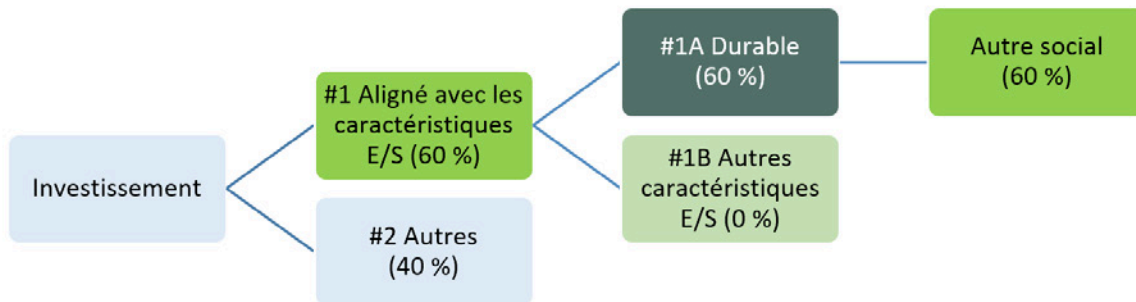 Investissement
#1 Aligné avec les
caractéristiques
E/S (60 %)
#2 Autres
(40 %)
#1A Durable
(60 %)
#1B Autres
caractéristiques
E/S (0 %)
Autre social
(60 %)